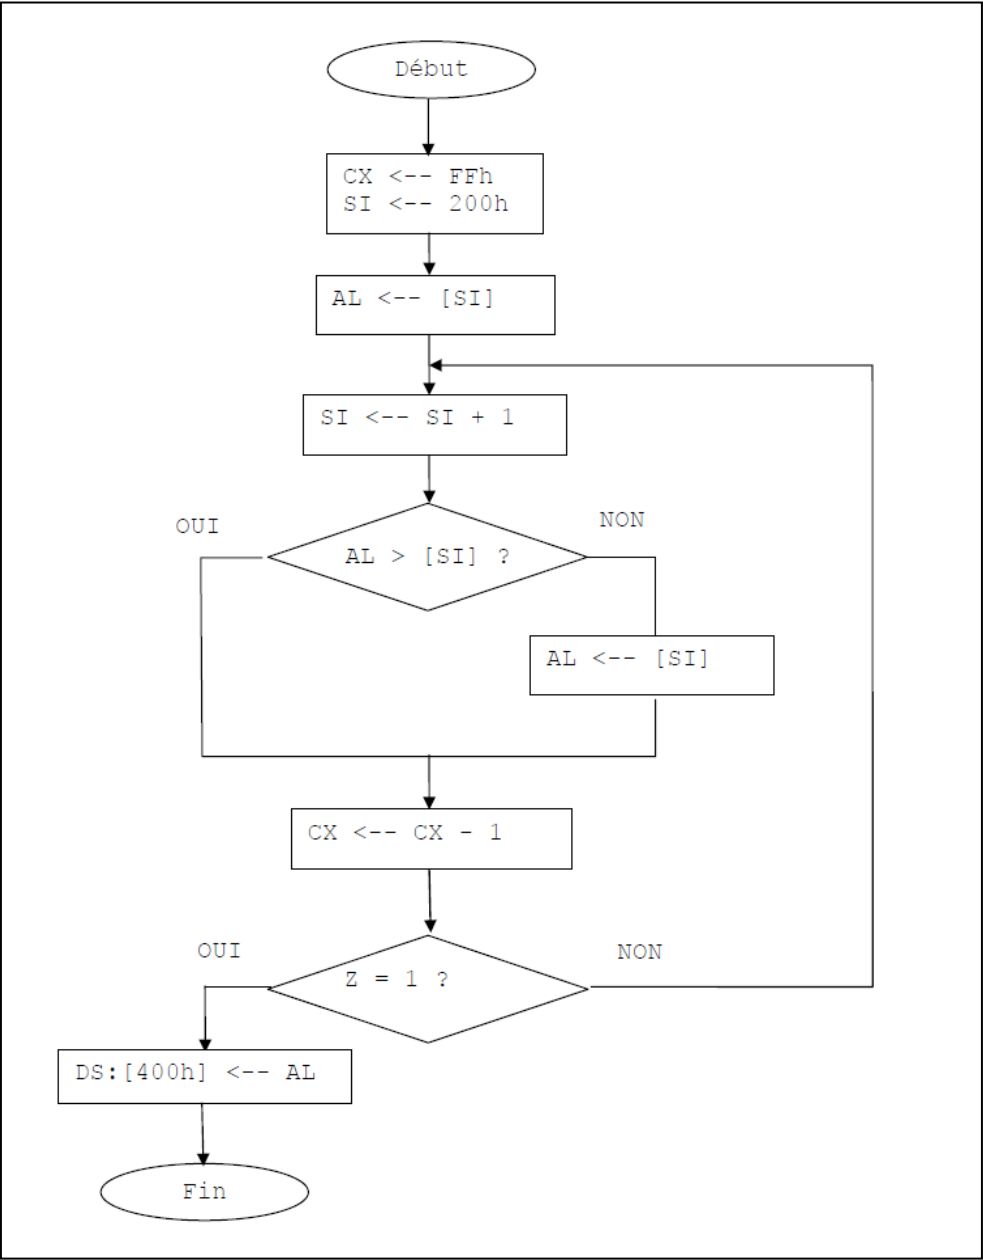 Début
CX <-- FFh
SI <-- 200h
AL <-- [SI]
SI <-- SI + 1
OUI
NON
AL > [SI] ?
AL <-- [SI]
CX <-- CX - 1
OUI
NON
Z = 1 ?
DS:[400h] <-- AL
Fin